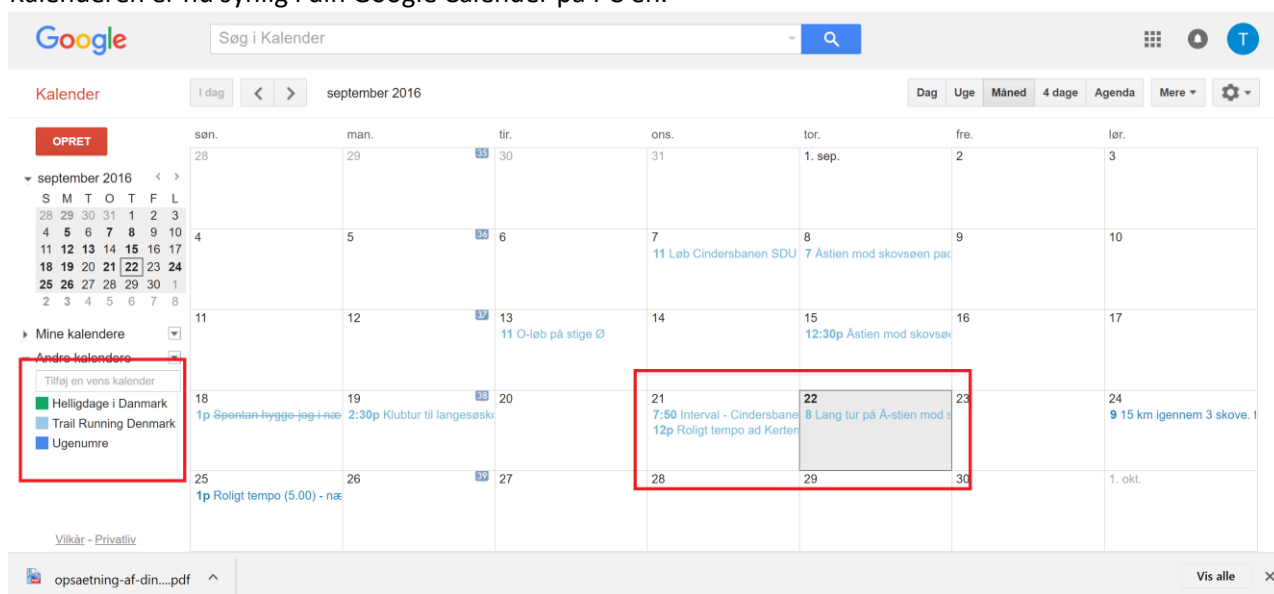 Kalenderen er nu synlig i din Google Calender på
Google
Søg i Kalender
T
Kalender
I dag
september 2016
Dag Uge Måned 4 dage Agenda Mere
OPRET
september 2016
S M T O T F L
28 29 30 31 1 2 3
4 5 6 7 8 9 10
11 12 13 14 15 16 17
18 19 20 21 22 23 24
25 26 27 28 29 30 1
2 3 4 5 6 7 8
Mine kalendere
Andre kalendere
Tilføj en vens kalender
Helligdage i Danmark
Trail Running Denmark
Ugenumre
Vilkår - Privatliv
søn. man. tir. ons. tor. fre. lør.
28 29 35 30 31 1. sep. 2 3
4 5 36 6 7 8 9 10
11 Løb Cindersbanen SDU 7 Åstien mod skovsøen pac
11 12 37 13 14 15 16 17
11 O-løb på stige Ø 12:30p Åstien mod skovsø
18 19 38 20 21 22 23 24
1p Spontan hygge-jog i næ 2:30p Klubtur til langesøsk 7:50 Interval - Cindersbane 8 Lang tur på Å-stien mod s 9 15 km igennem 3 skove. f
12p Roligt tempo ad Kerten
25 26 39 27 28 29 30 1. okt.
1p Roligt tempo (5.00) - næ
opsaetning-af-din....pdf
Vis alle